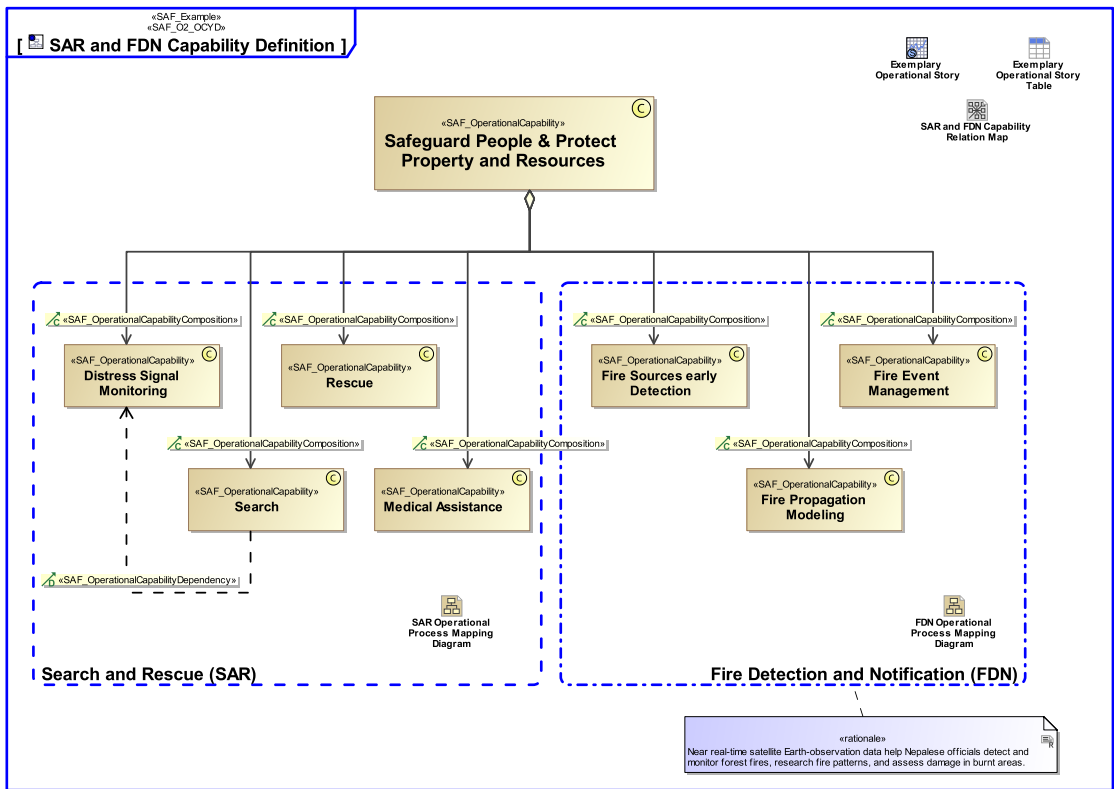 «SAF_Example»
«SAF_O2_OCYD»
[ SAR and FDN Capability Definition ]
Exemplary
Operational Story
Exemplary
Operational Story
Table
SAR and FDN Capability
Relation Map
C
«SAF_OperationalCapability»
Safeguard People & Protect
Property and Resources
C «SAF_OperationalCapabilityComposition»
C «SAF_OperationalCapabilityComposition»
C «SAF_OperationalCapabilityComposition»
C «SAF_OperationalCapabilityComposition»
C
«SAF_OperationalCapability»
Distress Signal
Monitoring
C
«SAF_OperationalCapability»
Rescue
C
«SAF_OperationalCapability»
Fire Sources early
Detection
C
«SAF_OperationalCapability»
Fire Event
Management
C «SAF_OperationalCapabilityComposition»
C «SAF_OperationalCapabilityComposition»
C «SAF_OperationalCapabilityComposition»
C
«SAF_OperationalCapability»
Search
C
«SAF_OperationalCapability»
Medical Assistance
C
«SAF_OperationalCapability»
Fire Propagation
Modeling
D «SAF_OperationalCapabilityDependency»
SAR Operational
Process Mapping
Diagram
FDN Operational
Process Mapping
Diagram
Search and Rescue (SAR)
Fire Detection and Notification (FDN)
«rationale»
Near real-time satellite Earth-observation data help Nepalese officials detect and
monitor forest fires, research fire patterns, and assess damage in burnt areas.